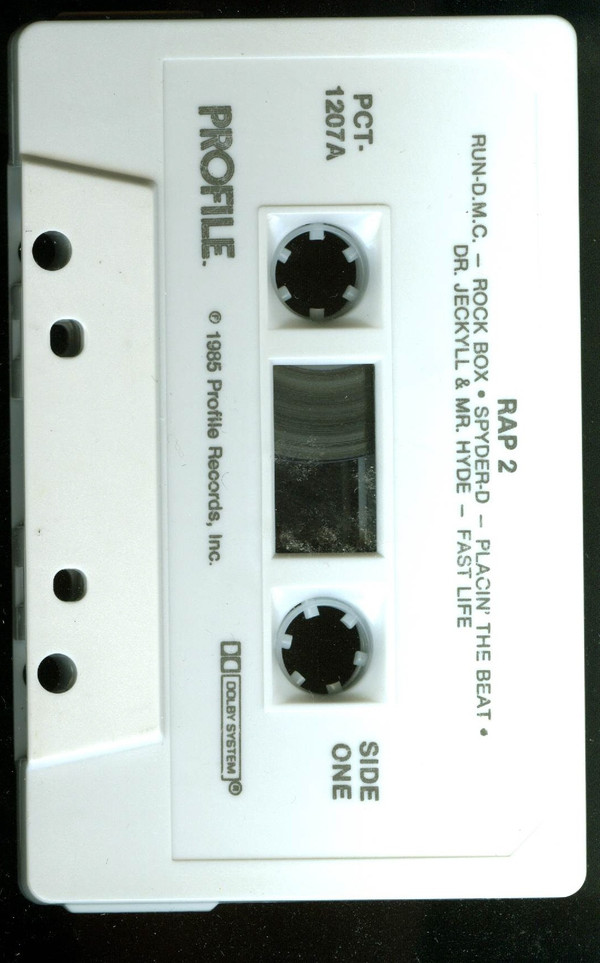 RAP 2
RUN-D.M.C. – ROCK BOX • SPYDER-D – PLACIN' THE BEAT •
DR. JECKYLL & MR. HYDE – FAST LIFE
PCT-
1207A
SIDE
ONE
PROFILE.
℗ 1985 Profile Records, Inc.
DOLBY SYSTEM®